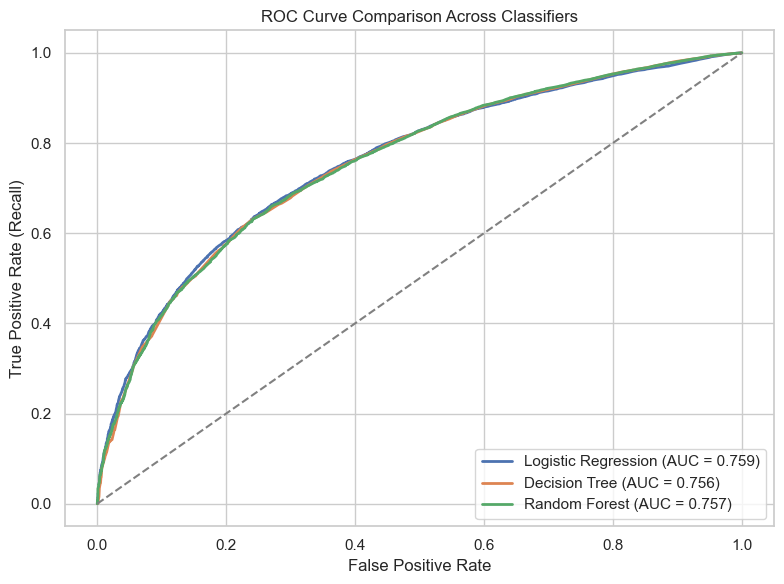 ROC Curve Comparison Across Classifiers
True Positive Rate (Recall)
1.0
0.8
0.6
0.4
0.2
0.0
Logistic Regression (AUC = 0.759)
Decision Tree (AUC = 0.756)
Random Forest (AUC = 0.757)
0.0 0.2 0.4 0.6 0.8 1.0
False Positive Rate